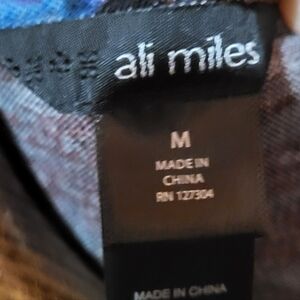 ali miles
M
MADE IN
CHINA
RN 127304
MADE IN CHINA